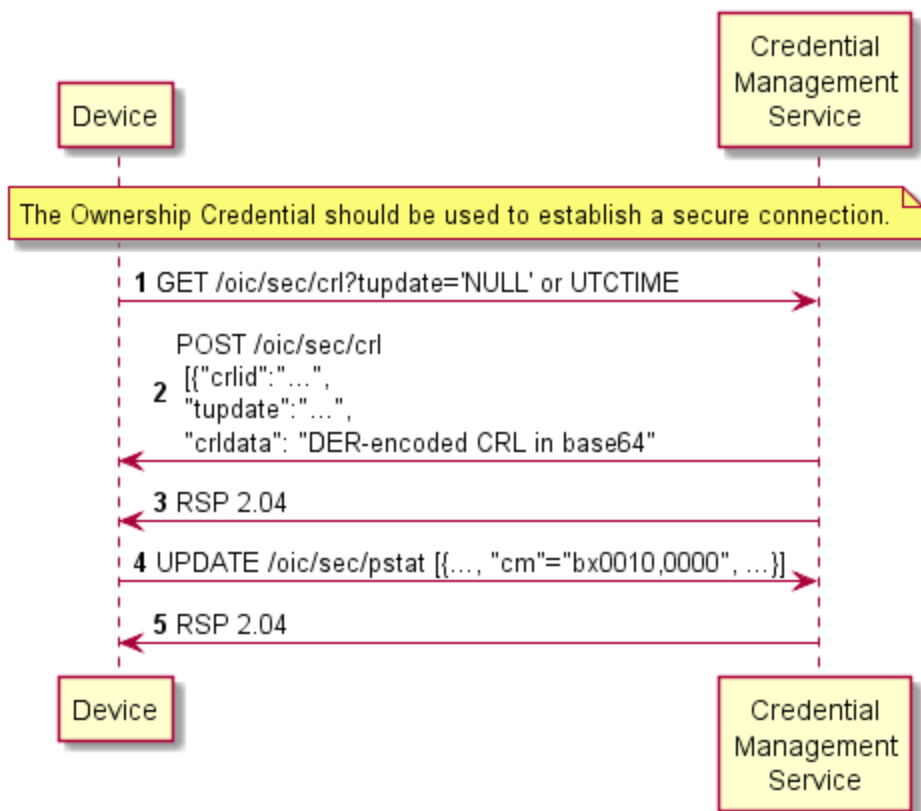 Credential
Management
Service
Device
The Ownership Credential should be used to establish a secure connection.
1 GET /oic/sec/crl?tupdate='NULL' or UTCTIME
POST /oic/sec/crl
2 [{"crlid":"...",
"tupdate":"...",
"crldata": "DER-encoded CRL in base64"
3 RSP 2.04
4 UPDATE /oic/sec/pstat [{..., "cm"="bx0010,0000", ...}]
5 RSP 2.04
Device
Credential
Management
Service